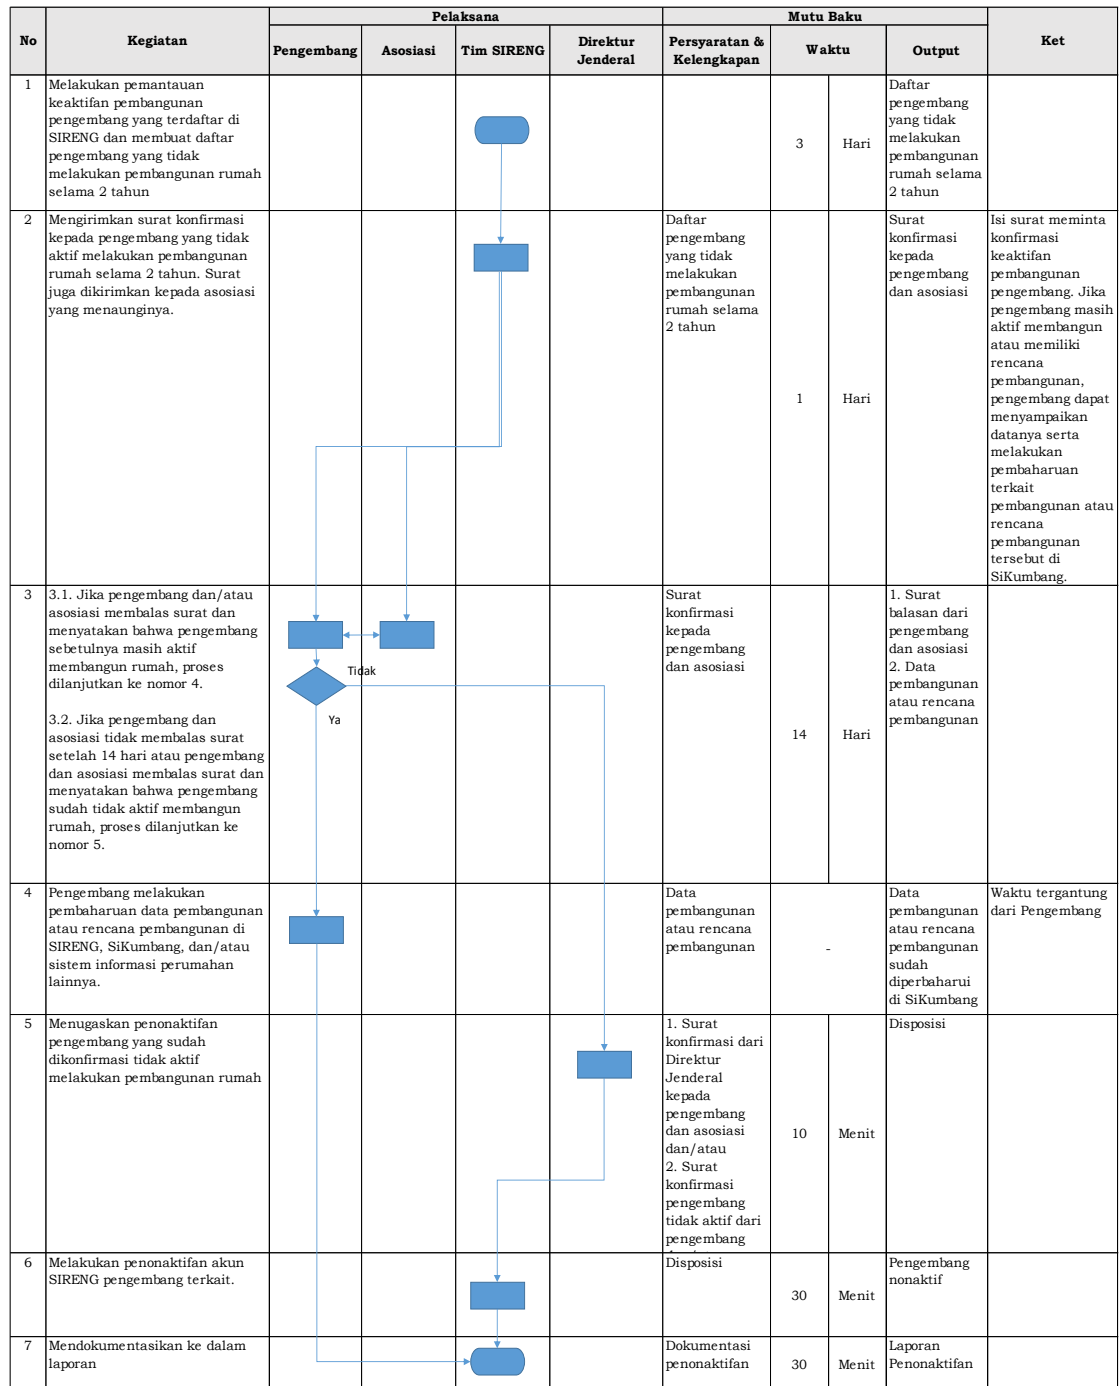 No
Kegiatan
Pelaksana
Mutu Baku
Ket
Pengembang
Asosiasi
Tim SIRENG
Direktur
Jenderal
Persyaratan &
Kelengkapan
Waktu
Output
1
Melakukan pemantauan
keaktifan pembangunan
pengembang yang terdaftar di
SIRENG dan membuat daftar
pengembang yang tidak
melakukan pembangunan rumah
selama 2 tahun
3
Hari
Daftar
pengembang
yang tidak
melakukan
pembangunan
rumah selama
2 tahun
2
Mengirimkan surat konfirmasi
kepada pengembang yang tidak
aktif melakukan pembangunan
rumah selama 2 tahun. Surat
juga dikirimkan kepada asosiasi
yang menaunginya.
Daftar
pengembang
yang tidak
melakukan
pembangunan
rumah selama
2 tahun
1
Hari
Surat
konfirmasi
kepada
pengembang
dan asosiasi
Isi surat meminta
konfirmasi
keaktifan
pembangunan
pengembang. Jika
pengembang masih
aktif membangun
atau memiliki
rencana
pembangunan,
pengembang dapat
menyampaikan
datanya serta
melakukan
pembaharuan
terkait
pembangunan atau
rencana
pembangunan
tersebut di
SiKumbang.
3
3.1. Jika pengembang dan/atau
asosiasi membalas surat dan
menyatakan bahwa pengembang
sebetulnya masih aktif
membangun rumah, proses
dilanjutkan ke nomor 4.
3.2. Jika pengembang dan
asosiasi tidak membalas surat
setelah 14 hari atau pengembang
dan asosiasi membalas surat dan
menyatakan bahwa pengembang
sudah tidak aktif membangun
rumah, proses dilanjutkan ke
nomor 5.
Tidak
Ya
Surat
konfirmasi
kepada
pengembang
dan asosiasi
14
Hari
1. Surat
balasan dari
pengembang
dan asosiasi
2. Data
pembangunan
atau rencana
pembangunan
4
Pengembang melakukan
pembaharuan data pembangunan
atau rencana pembangunan di
SIRENG, SiKumbang, dan/atau
sistem informasi perumahan
lainnya.
Data
pembangunan
atau rencana
pembangunan
-
Data
pembangunan
atau rencana
pembangunan
sudah
diperbaharui
di SiKumbang
Waktu tergantung
dari Pengembang
5
Menugaskan penonaktifan
pengembang yang sudah
dikonfirmasi tidak aktif
melakukan pembangunan rumah
1. Surat
konfirmasi dari
Direktur
Jenderal
kepada
pengembang
dan asosiasi
dan/atau
2. Surat
konfirmasi
pengembang
tidak aktif dari
pengembang
10
Menit
Disposisi
6
Melakukan penonaktifan akun
SIRENG pengembang terkait.
Disposisi
30
Menit
Pengembang
nonaktif
7
Mendokumentasikan ke dalam
laporan
Dokumentasi
penonaktifan
30
Menit
Laporan
Penonaktifan